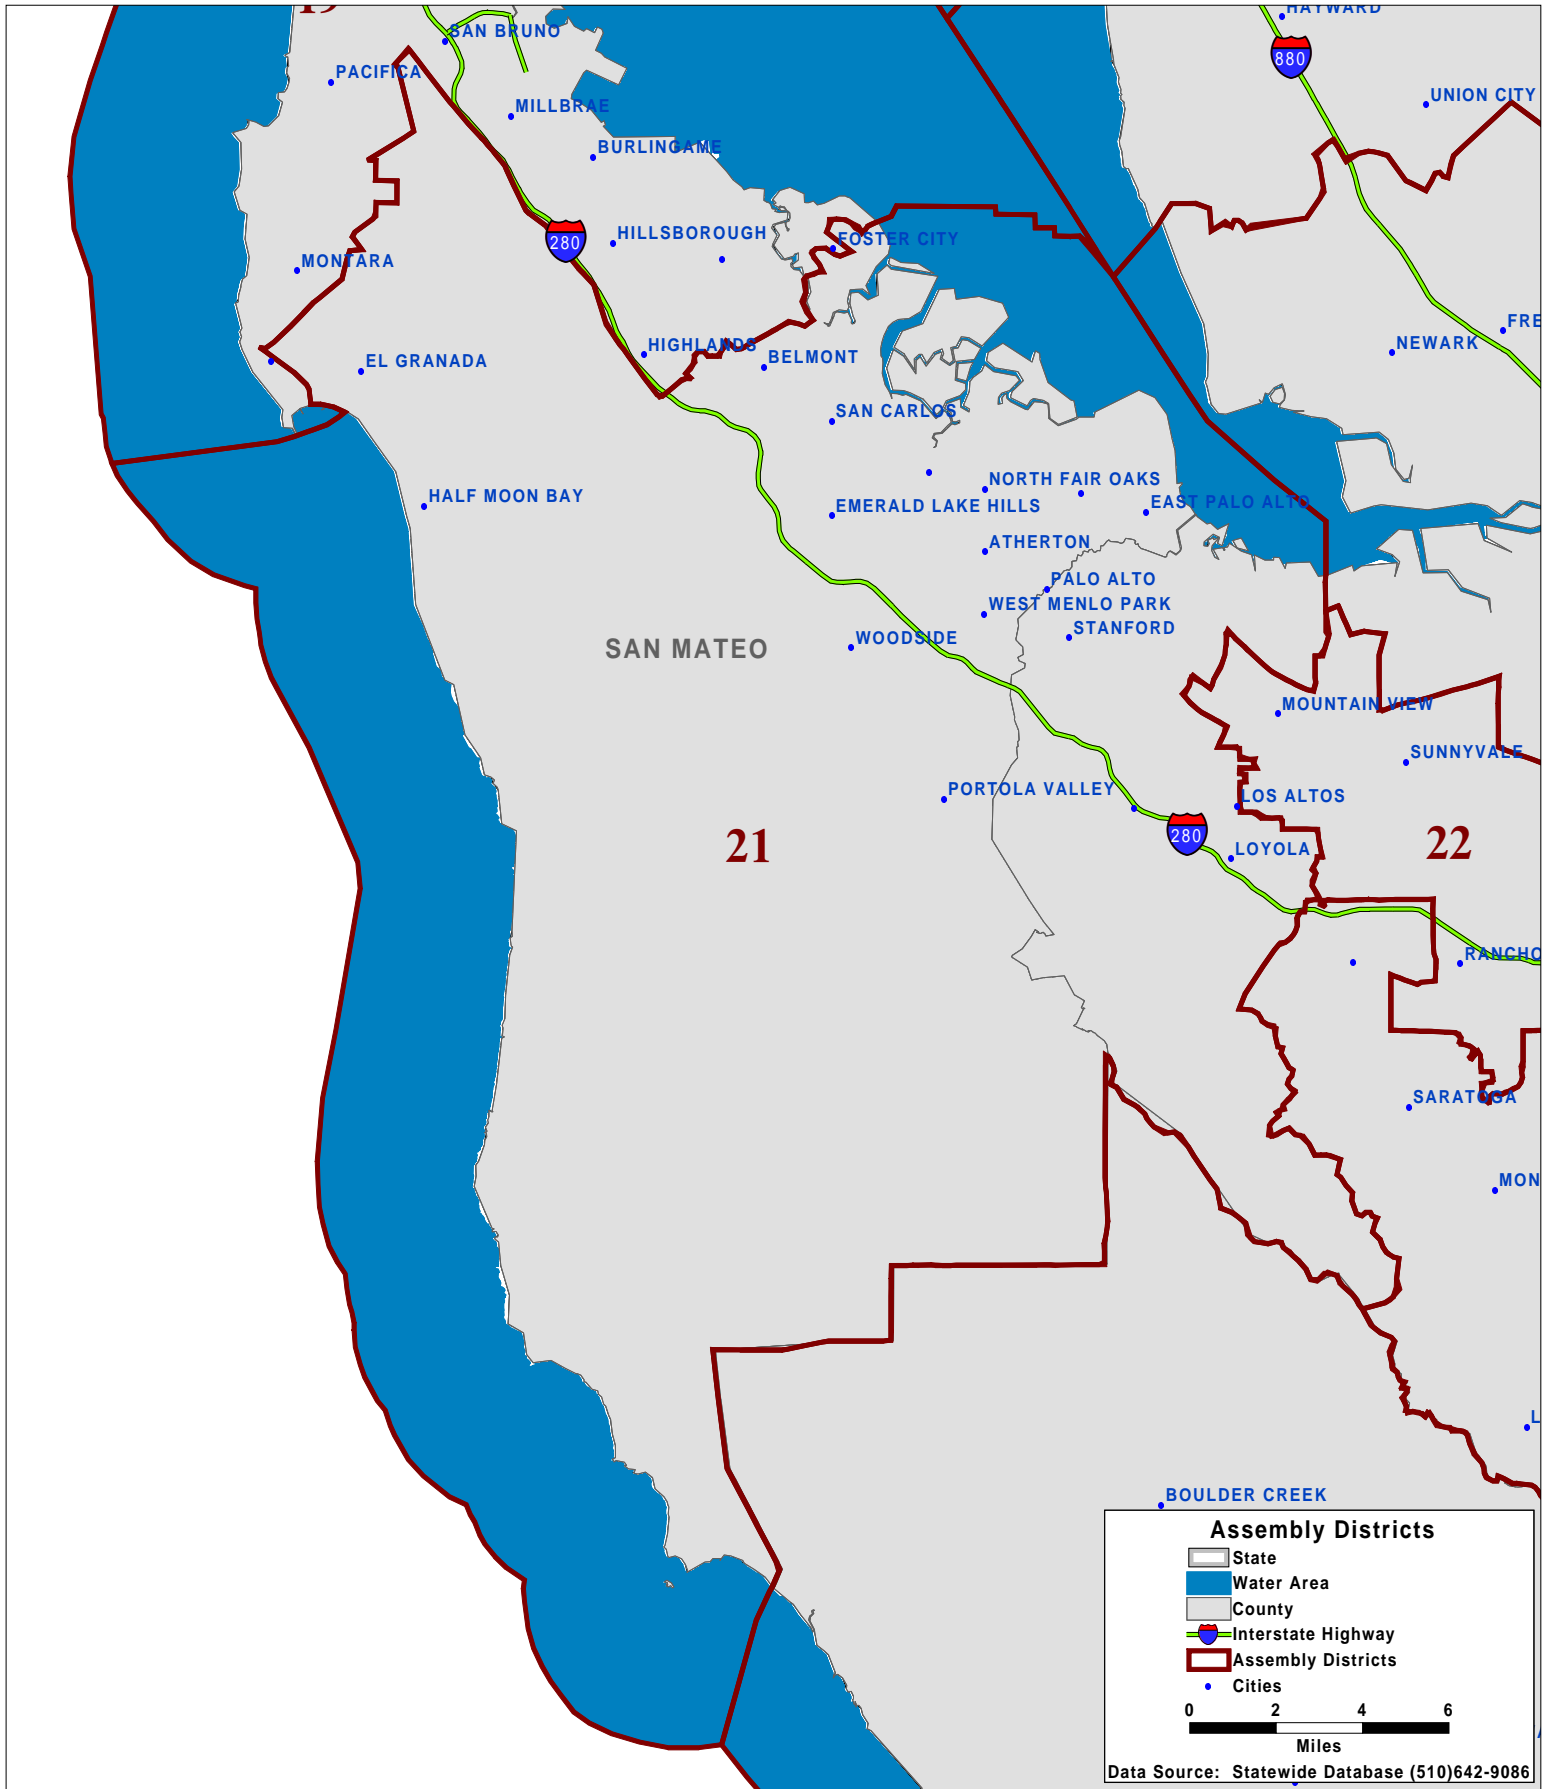 HAYWARD
SAN BRUNO
880
PACIFICA
UNION CITY
MILLBRAE
BURLINGAME
HILLSBOROUGH
FOSTER CITY
280
MONTARA
FRE
HIGHLANDS
NEWARK
BELMONT
EL GRANADA
SAN CARLOS
NORTH FAIR OAKS
HALF MOON BAY
EMERALD LAKE HILLS
EAST PALO ALTO
ATHERTON
PALO ALTO
WEST MENLO PARK
STANFORD
WOODSIDE
SAN MATEO
MOUNTAIN VIEW
SUNNYVALE
PORTOLA VALLEY
LOS ALTOS
280
21
22
LOYOLA
RANCHO
SARATOGA
MON
L
BOULDER CREEK
Assembly Districts
State
Water Area
County
Interstate Highway
Assembly Districts
Cities
0 2 4 6
Miles
Data Source: Statewide Database (510)642-9086